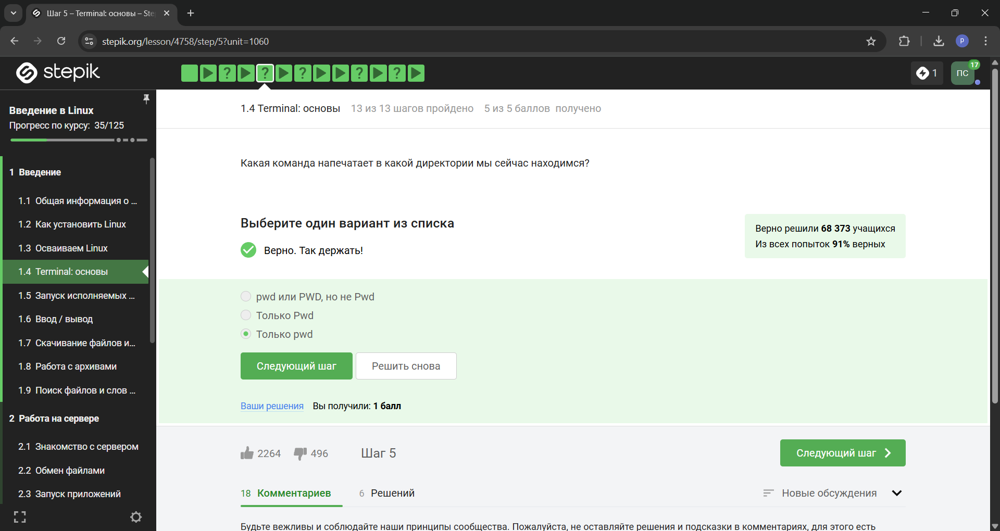 Шаг 5 – Terminal: основы – Ste
stepik.org/lesson/4758/step/5?unit=1060
P
stepik
? ? ? ? ?
1
ПС
17
Введение в Linux
Прогресс по курсу: 35/125
1 Введение
1.1 Общая информация о ...
1.2 Как установить Linux
1.3 Осваиваем Linux
1.4 Terminal: основы
1.5 Запуск исполняемых ...
1.6 Ввод / вывод
1.7 Скачивание файлов и...
1.8 Работа с архивами
1.9 Поиск файлов и слов ...
2 Работа на сервере
2.1 Знакомство с сервером
2.2 Обмен файлами
2.3 Запуск приложений
1.4 Terminal: основы 13 из 13 шагов пройдено 5 из 5 баллов получено
Какая команда напечатает в какой директории мы сейчас находимся?
Выберите один вариант из списка
Верно. Так держать!
Верно решили 68 373 учащихся
Из всех попыток 91% верных
pwd или PWD, но не Pwd
Только Pwd
Только pwd
Следующий шаг
Решить снова
Ваши решения Вы получили: 1 балл
2264 496 Шаг 5
Следующий шаг
18 Комментариев 6 Решений
Новые обсуждения
Будьте вежливы и соблюдайте наши принципы сообщества. Пожалуйста, не оставляйте решения и подсказки в комментариях, для этого есть